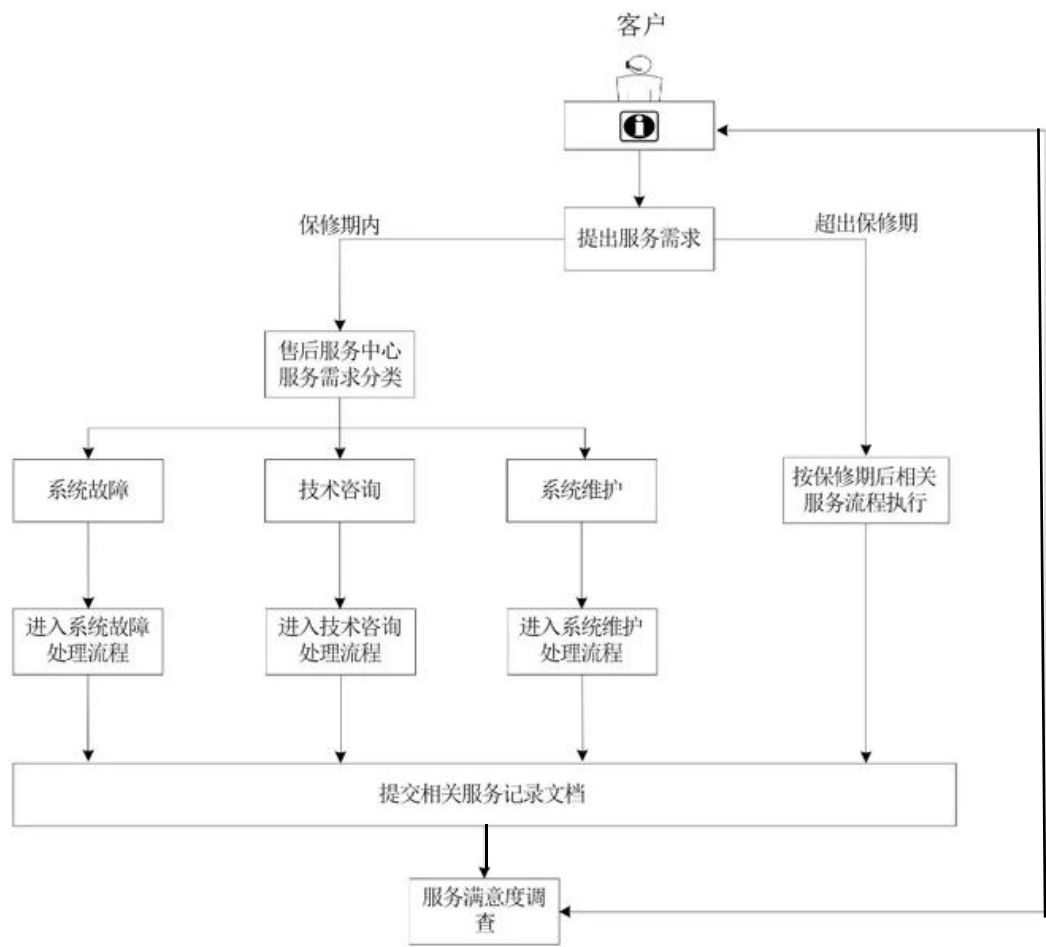 客户
保修期内
提出服务需求
超出保修期
售后服务中心
服务需求分类
系统故障
技术咨询
系统维护
按保修期后相关
服务流程执行
进入系统故障
处理流程
进入技术咨询
处理流程
进入系统维护
处理流程
提交相关服务记录文档
服务满意度调
查